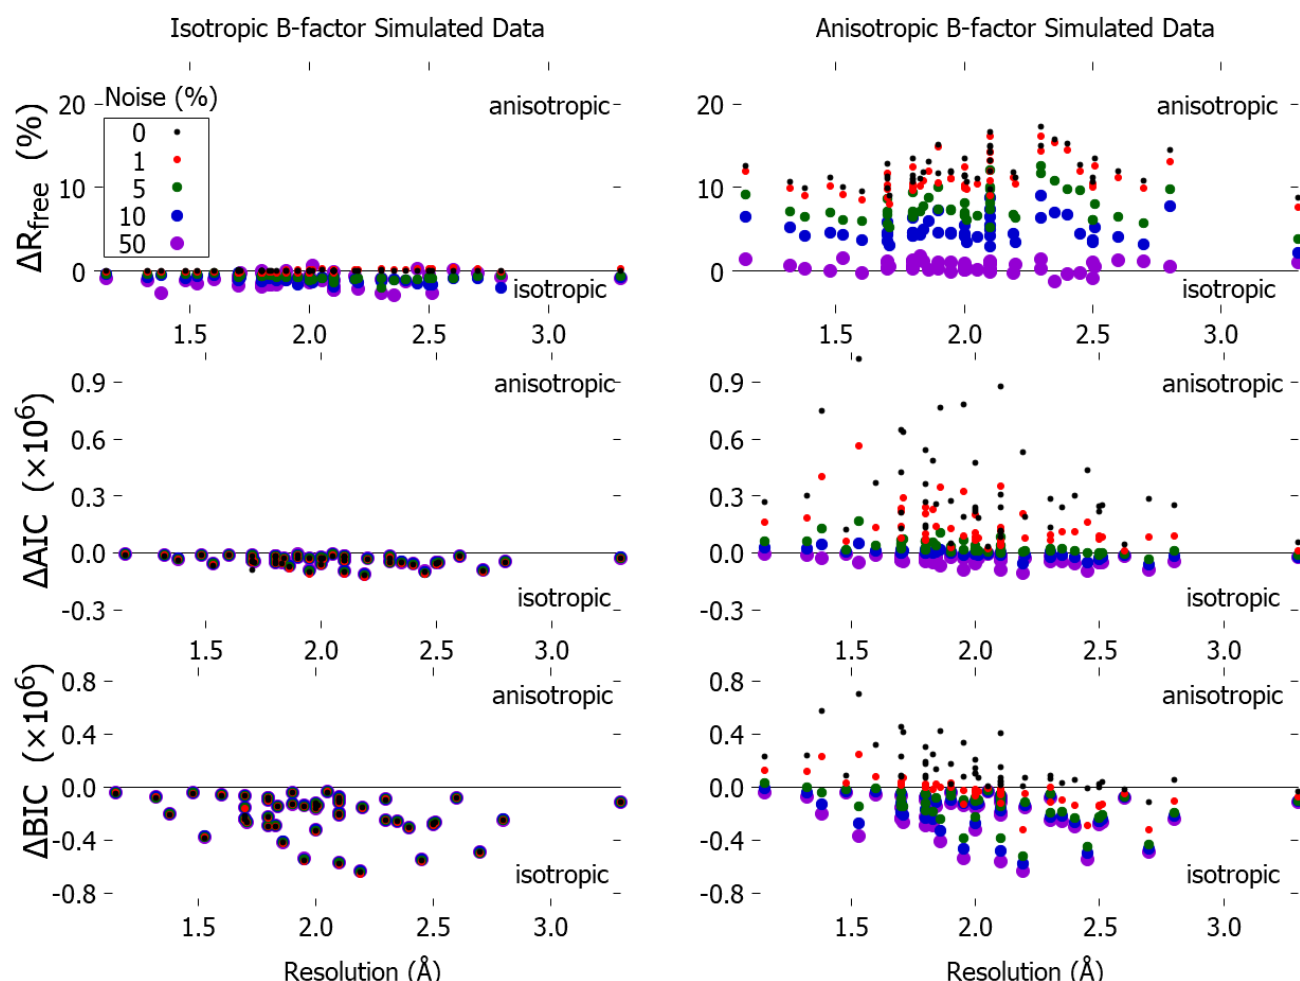 Isotropic B-factor Simulated Data
Anisotropic B-factor Simulated Data
ΔRfree (%)
20
10
0
Noise (%)
0
1
5
10
50
anisotropic
isotropic
1.5 2.0 2.5 3.0
20
10
0
anisotropic
isotropic
1.5 2.0 2.5 3.0
ΔAIC (×10⁶)
0.9
0.6
0.3
0.0
-0.3
anisotropic
isotropic
1.5 2.0 2.5 3.0
0.9
0.6
0.3
0.0
-0.3
anisotropic
isotropic
1.5 2.0 2.5 3.0
ΔBIC (×10⁶)
0.8
0.4
0.0
-0.4
-0.8
anisotropic
isotropic
1.5 2.0 2.5 3.0
Resolution (Å)
0.8
0.4
0.0
-0.4
-0.8
anisotropic
isotropic
1.5 2.0 2.5 3.0
Resolution (Å)